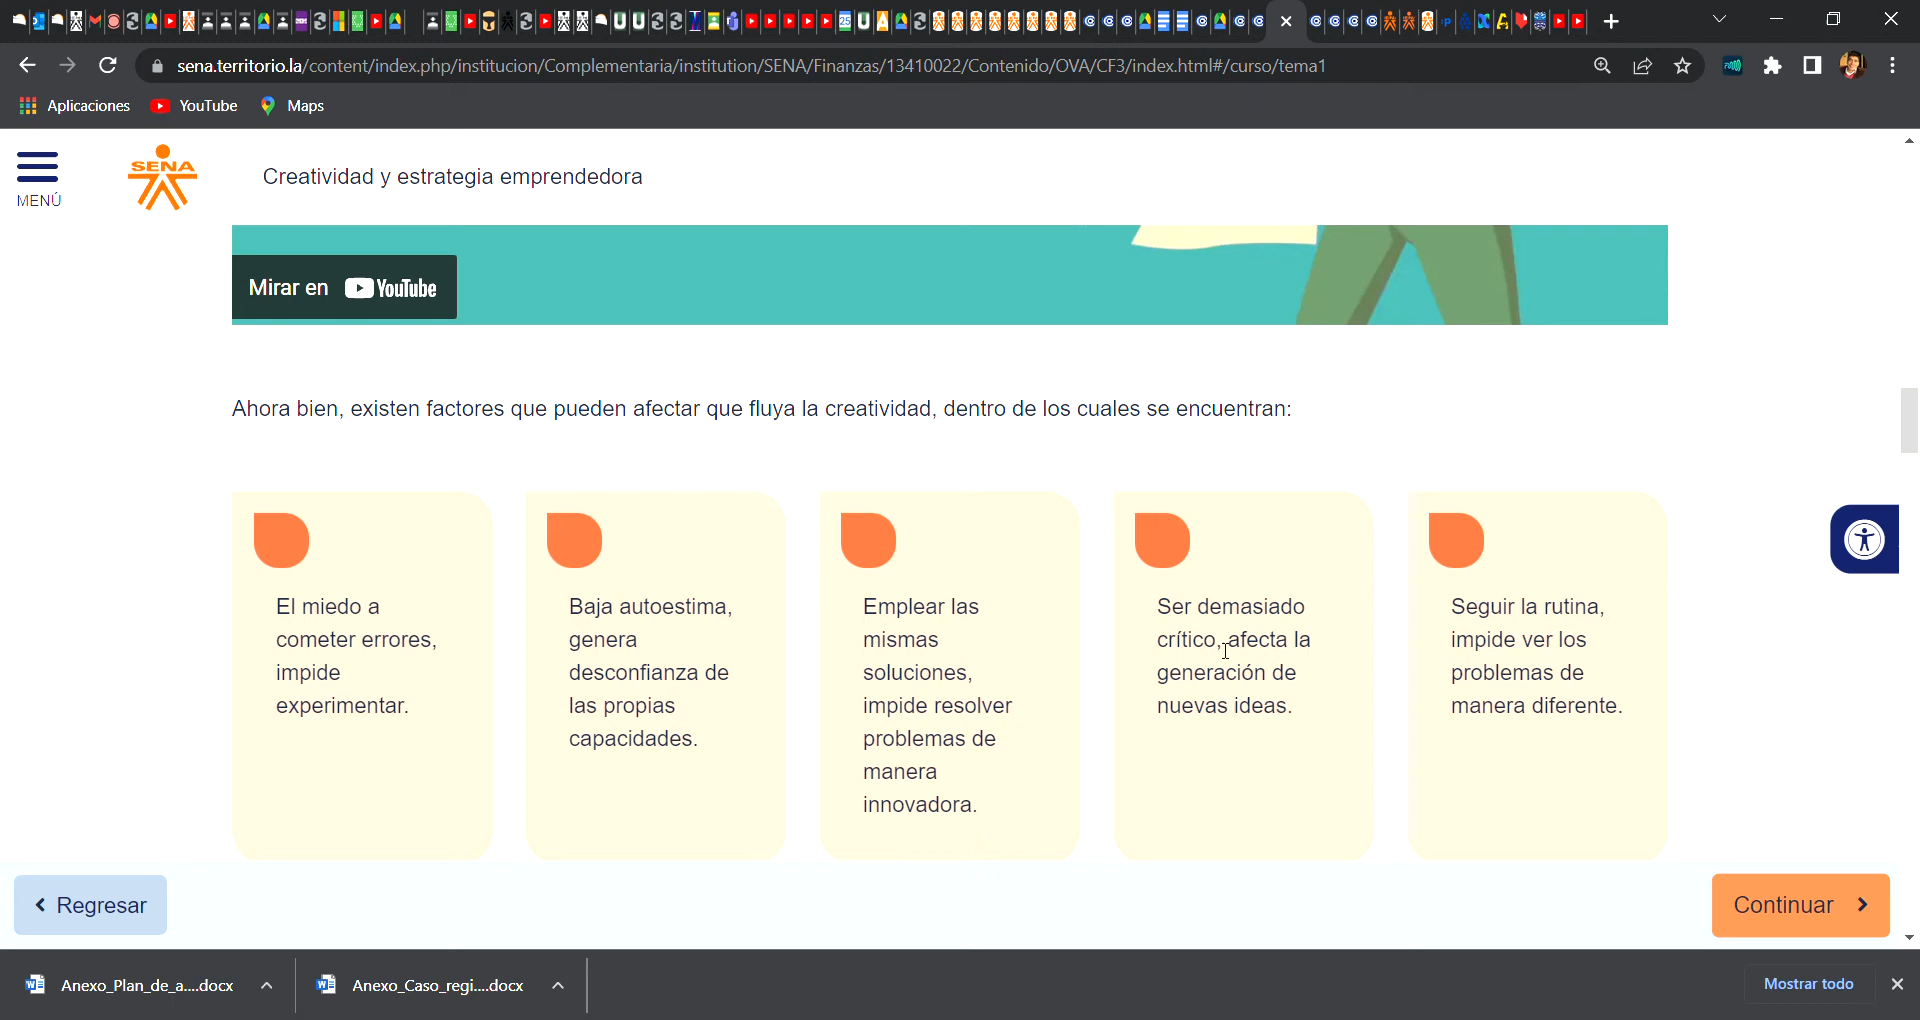 sena.territorio.la/content/index.php/institucion/Complementaria/institution/SENA/Finanzas/13410022/Contenido/OVA/CF3/index.html#/curso/tema1
Aplicaciones YouTube Maps
MENÚ
SENA
Creatividad y estrategia emprendedora
Mirar en YouTube
Ahora bien, existen factores que pueden afectar que fluya la creatividad, dentro de los cuales se encuentran:
El miedo a
cometer errores,
impide
experimentar.
Baja autoestima,
genera
desconfianza de
las propias
capacidades.
Emplear las
mismas
soluciones,
impide resolver
problemas de
manera
innovadora.
Ser demasiado
crítico, afecta la
generación de
nuevas ideas.
Seguir la rutina,
impide ver los
problemas de
manera diferente.
Regresar
Continuar
Anexo_Plan_de_a....docx
Anexo_Caso_regi....docx
Mostrar todo